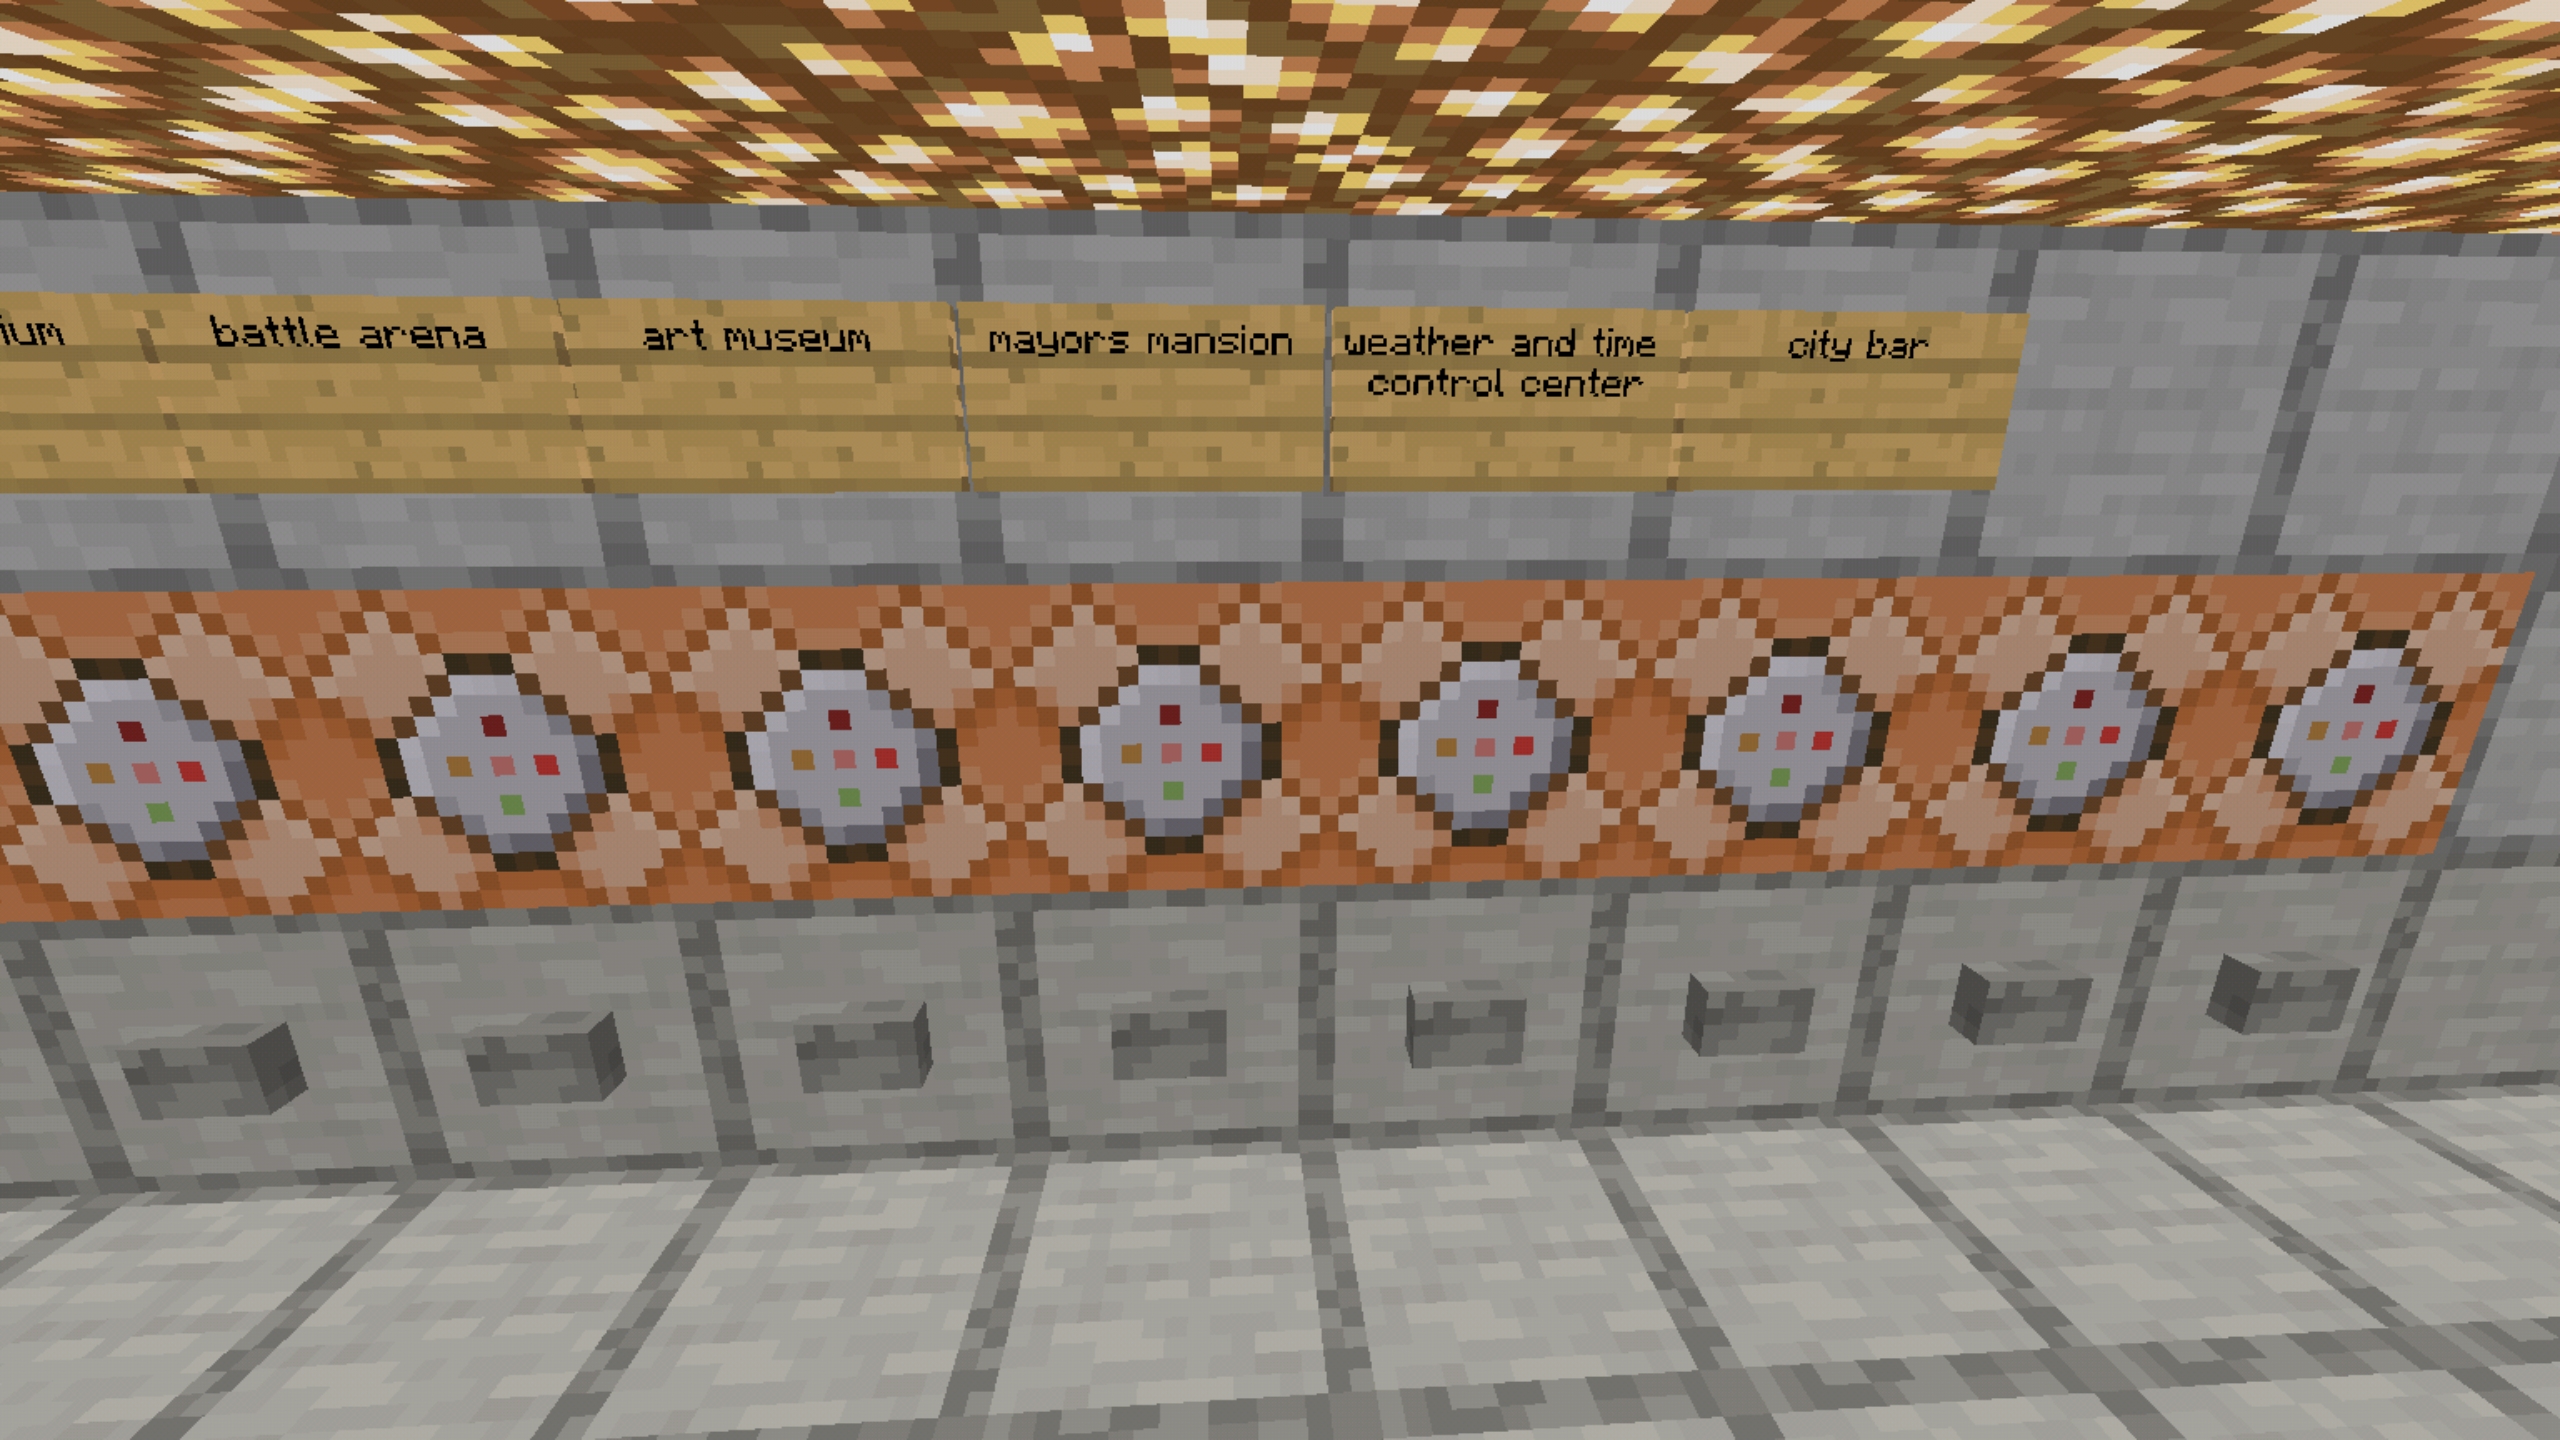 battle arena
art museum
mayors mansion
weather and time
control center
city bar